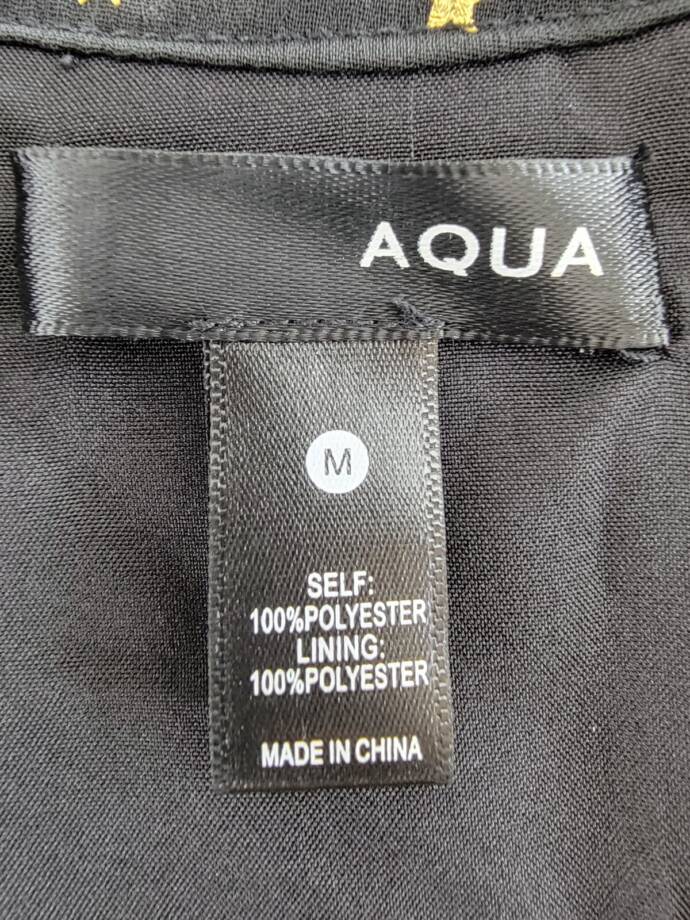 AQUA
M
SELF:
100%POLYESTER
LINING:
100%POLYESTER
MADE IN CHINA